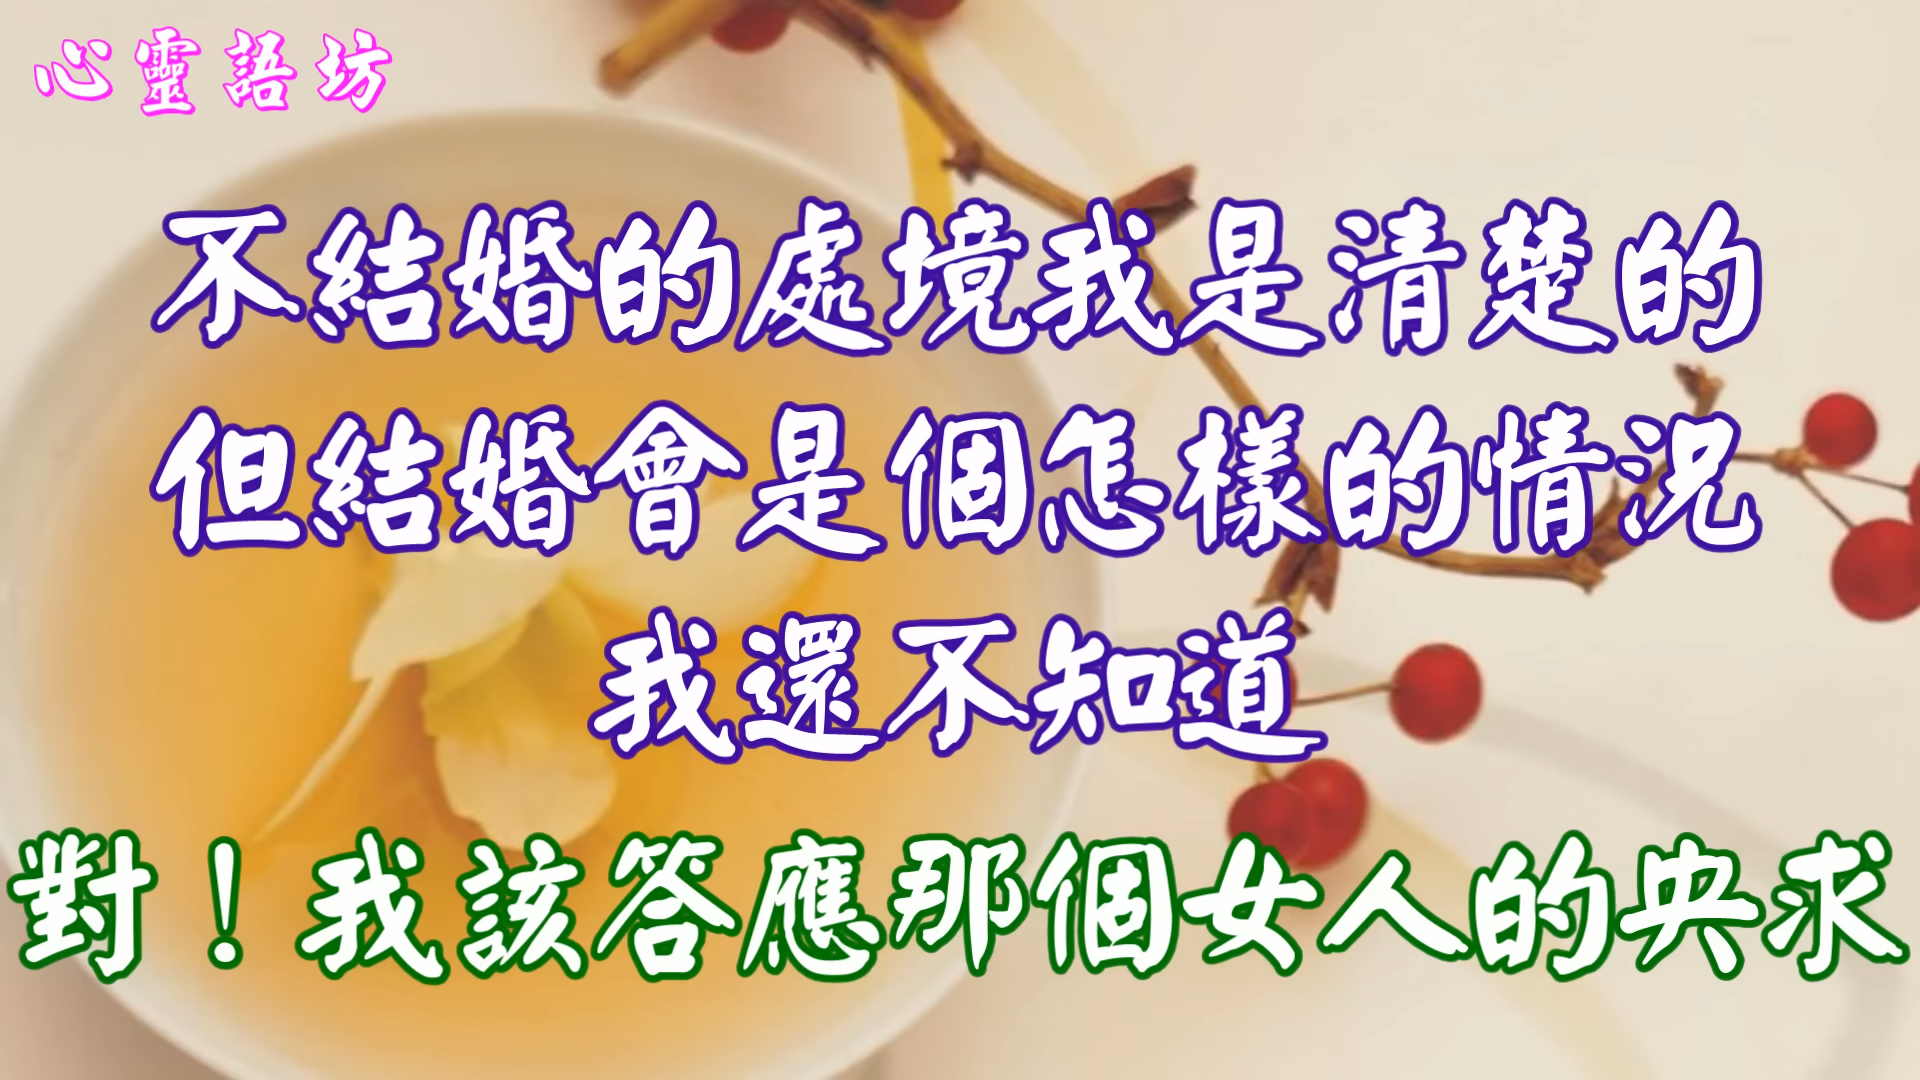 心靈語坊
不結婚的處境我是清楚的
但結婚會是個怎樣的情況
我還不知道
對！我該答應那個女人的央求